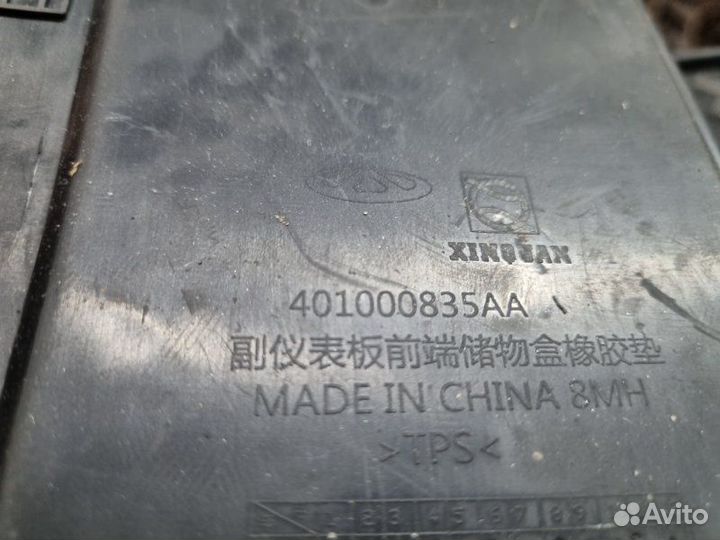 XINQUAN
401000835AA
副仪表板前端储物盒橡胶垫
MADE IN CHINA 8MH
>TPS<
Avito